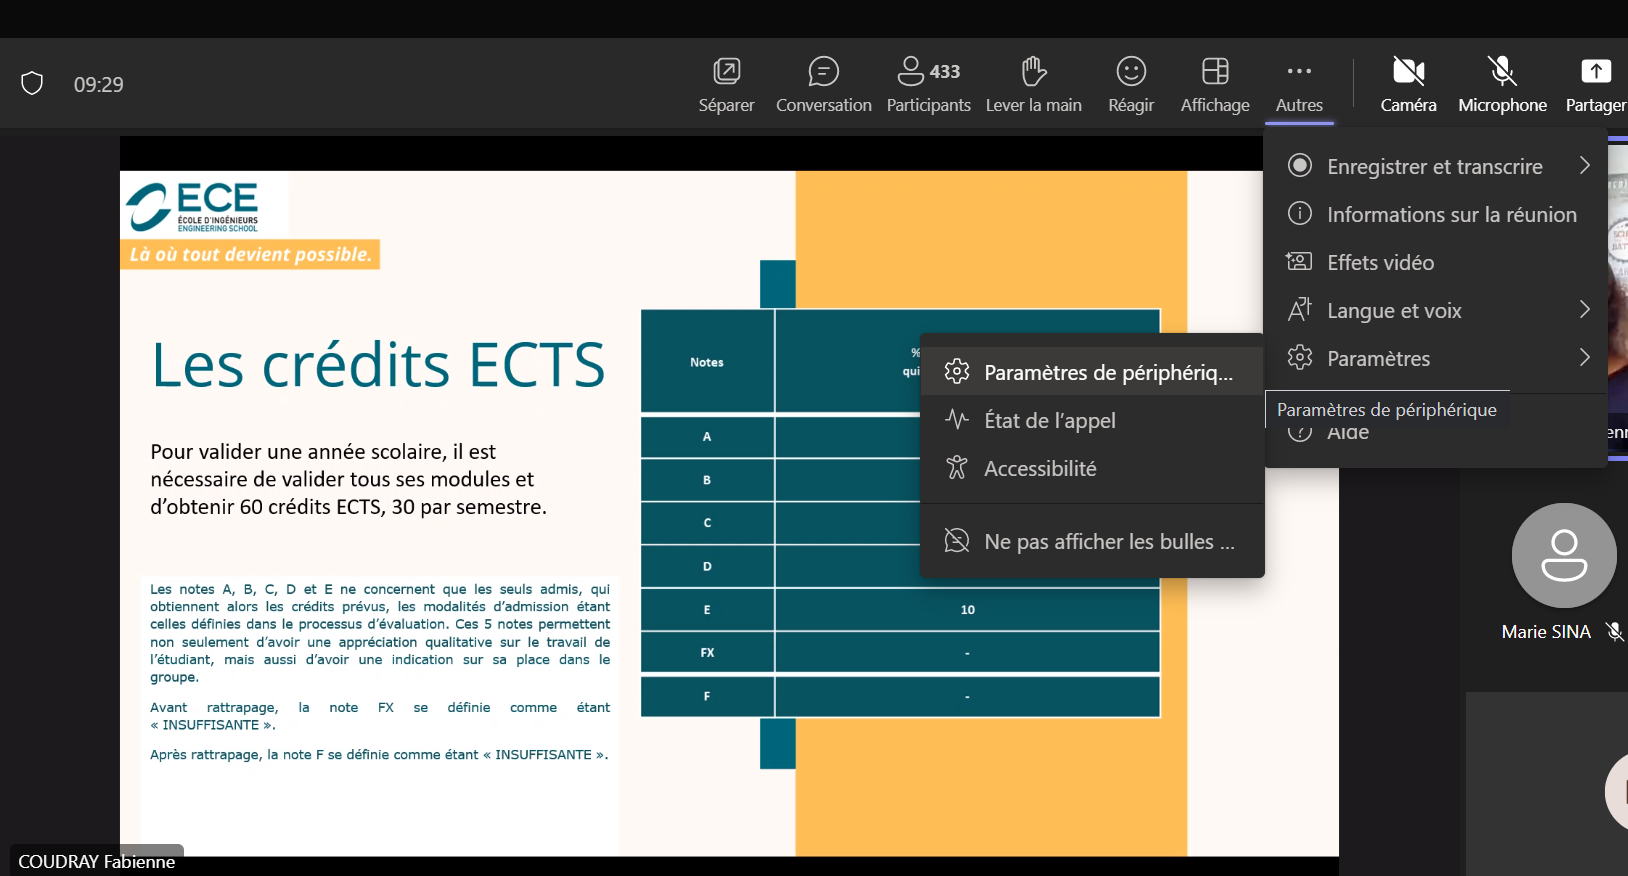 09:29
Séparer
Conversation
433
Participants
Lever la main
Réagir
Affichage
Autres
Caméra
Microphone
Partager
Enregistrer et transcrire
Informations sur la réunion
Effets vidéo
Langue et voix
Paramètres
Aide
Paramètres de périphériq...
État de l'appel
Accessibilité
Ne pas afficher les bulles ...
Paramètres de périphérique
ECE
ÉCOLE D'INGÉNIEURS
ENGINEERING SCHOOL
Là où tout devient possible.
Les crédits ECTS
Pour valider une année scolaire, il est
nécessaire de valider tous ses modules et
d'obtenir 60 crédits ECTS, 30 par semestre.
Les notes A, B, C, D et E ne concernent que les seuls admis, qui
obtiennent alors les crédits prévus, les modalités d'admission étant
celles définies dans le processus d'évaluation. Ces 5 notes permettent
non seulement d'avoir une appréciation qualitative sur le travail de
l'étudiant, mais aussi d'avoir une indication sur sa place dans le
groupe.
Avant rattrapage, la note FX se définie comme étant
« INSUFFISANTE ».
Après rattrapage, la note F se définie comme étant « INSUFFISANTE ».
Notes
%
qui
A
B
C
D
E 10
FX -
F -
Marie SINA
COUDRAY Fabienne